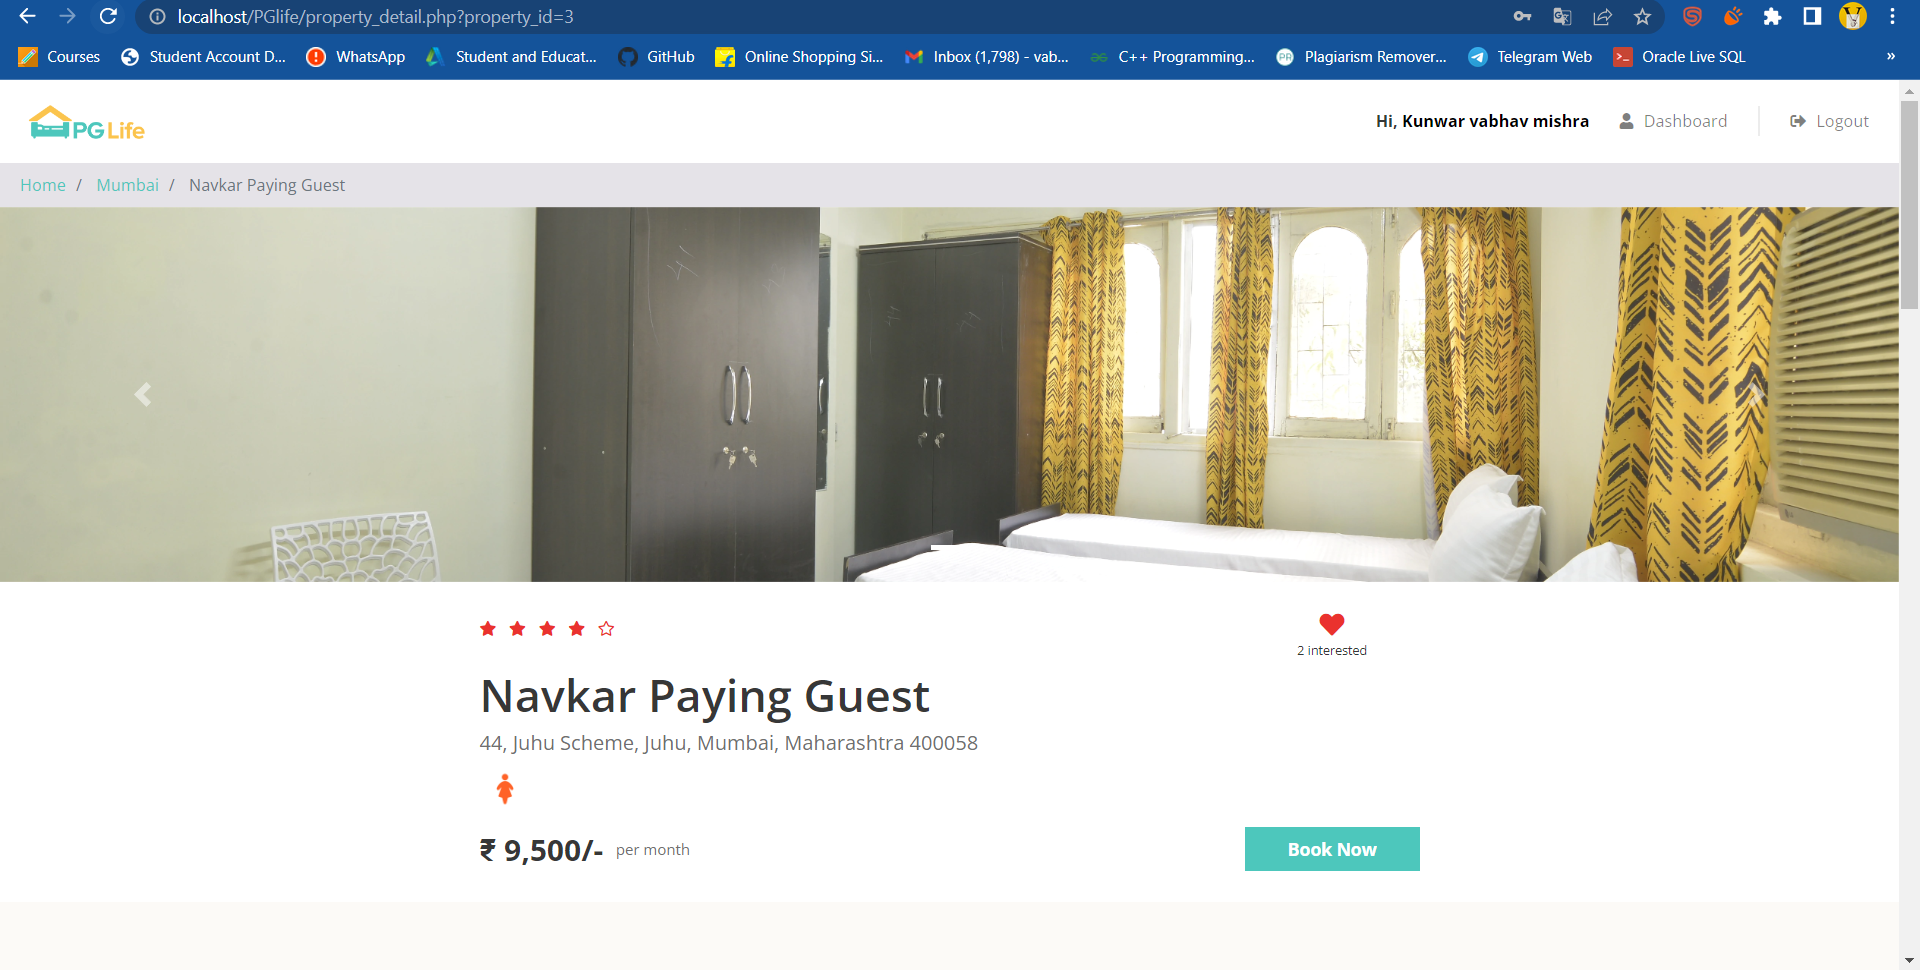 localhost/PGlife/property_detail.php?property_id=3
Courses Student Account D... WhatsApp Student and Educat... GitHub Online Shopping Si... Inbox (1,798) - vab... C++ Programming,... Plagiarism Remover... Telegram Web Oracle Live SQL »
PG Life
Hi, Kunwar vabhav mishra Dashboard Logout
Home / Mumbai / Navkar Paying Guest
2 interested
Navkar Paying Guest
44, Juhu Scheme, Juhu, Mumbai, Maharashtra 400058
₹ 9,500/- per month
Book Now